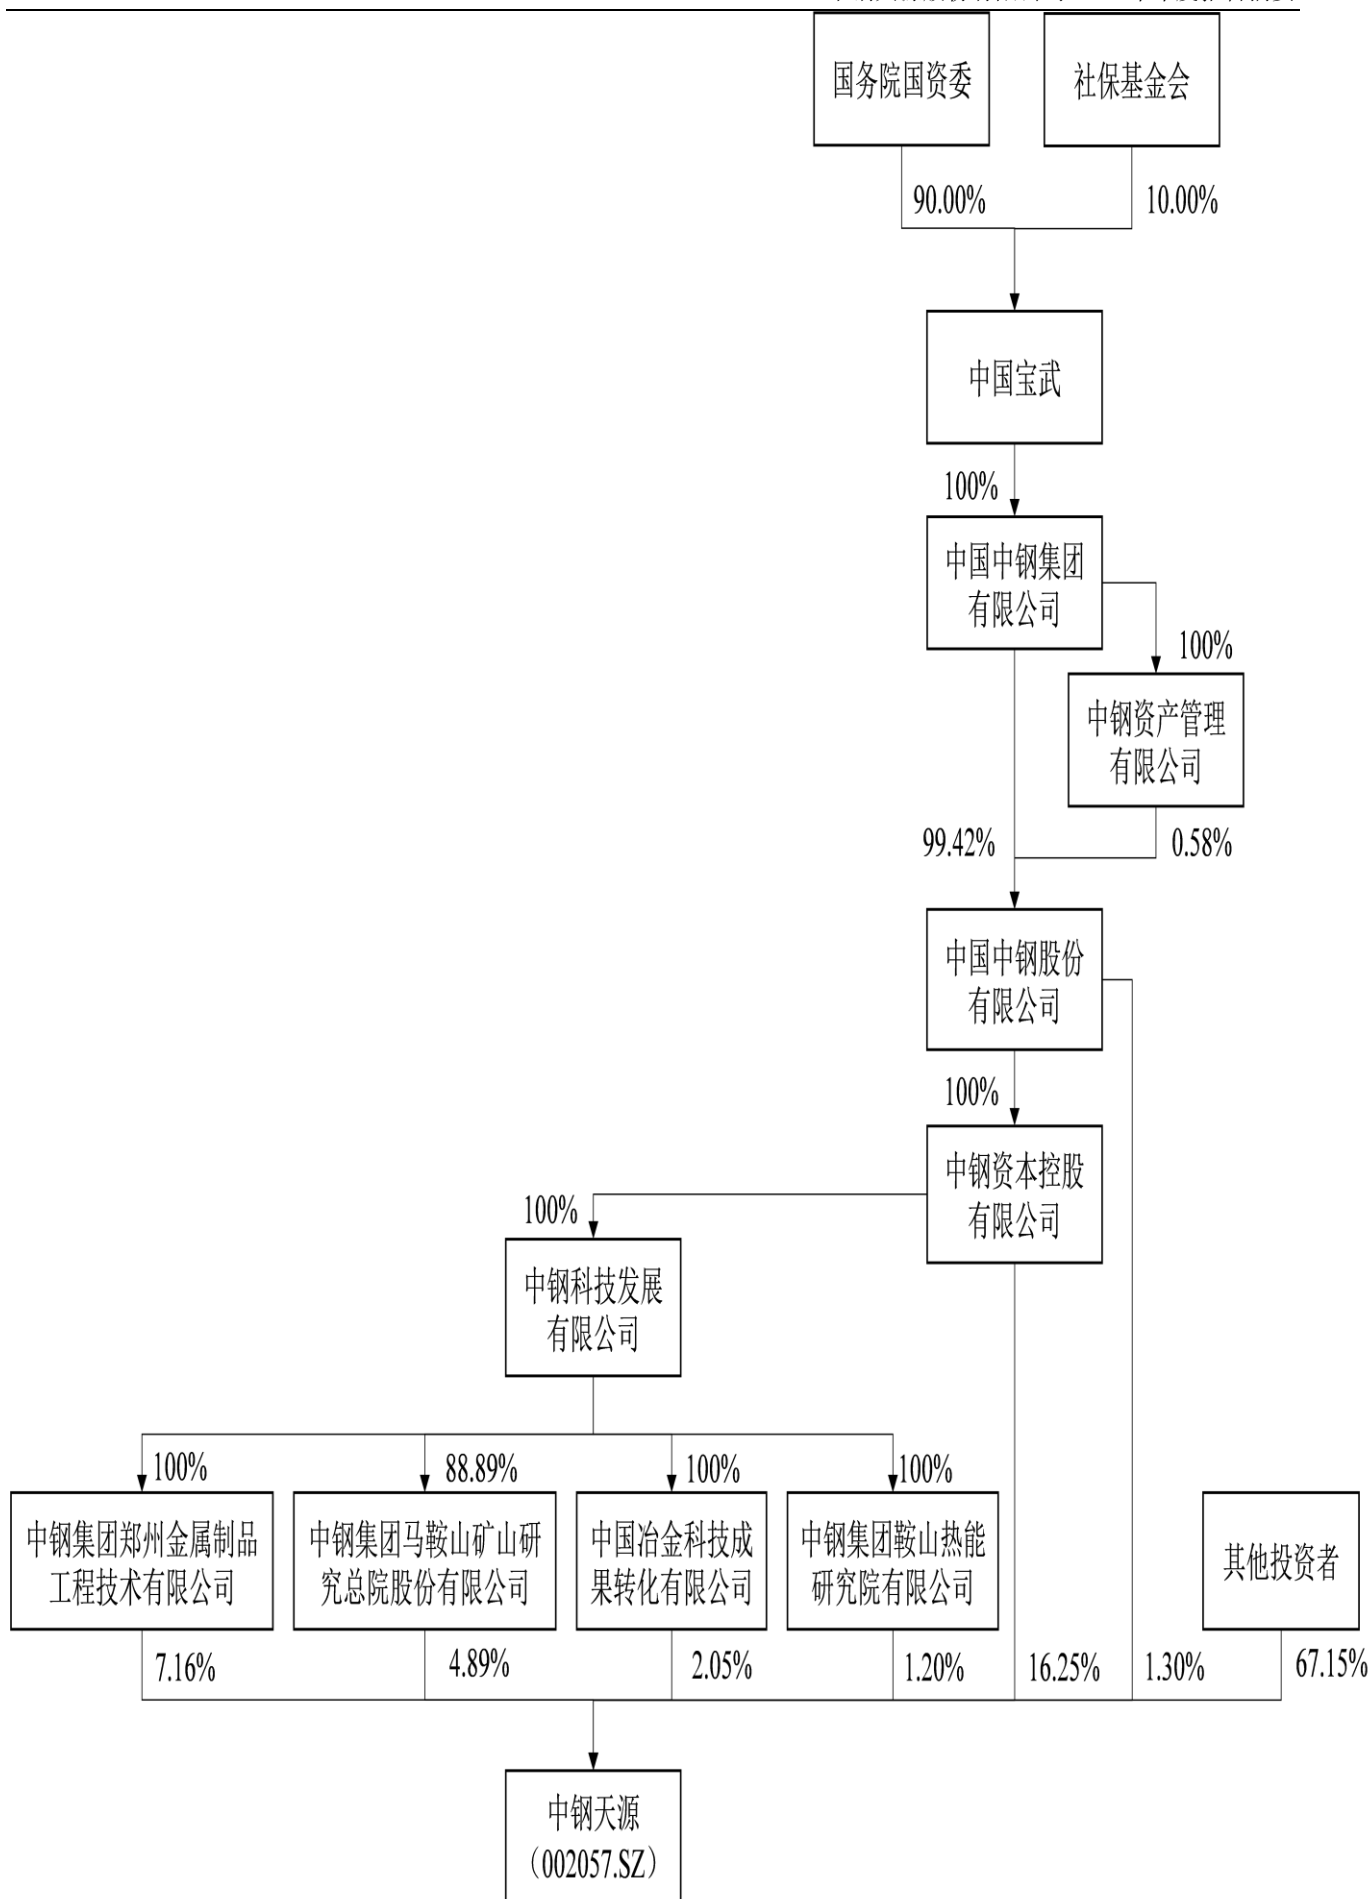 国务院国资委
社保基金会
90.00%
10.00%
中国宝武
100%
中国中钢集团
有限公司
100%
中钢资产管理
有限公司
99.42%
0.58%
中国中钢股份
有限公司
100%
中钢资本控股
有限公司
100%
中钢科技发展
有限公司
100%
88.89%
100%
100%
中钢集团郑州金属制品
工程技术有限公司
中钢集团马鞍山矿山研
究总院股份有限公司
中国冶金科技成
果转化有限公司
中钢集团鞍山热能
研究院有限公司
其他投资者
7.16%
4.89%
2.05%
1.20%
16.25%
1.30%
67.15%
中钢天源
（002057.SZ）